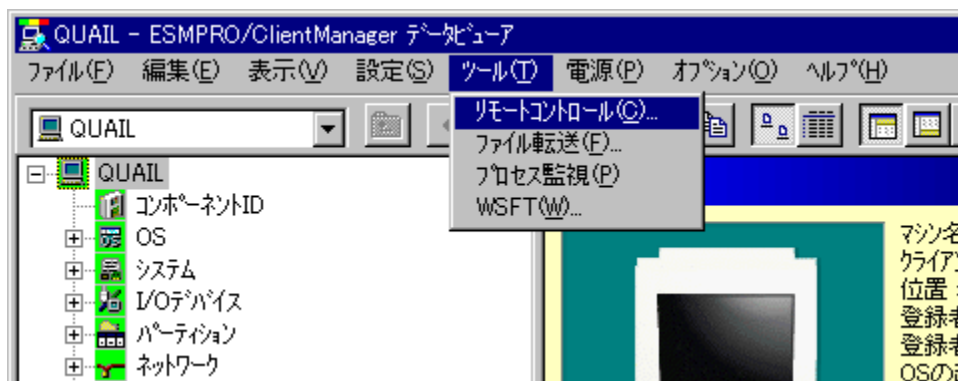 QUAIL - ESMPRO/ClientManager ﾃﾞｰﾀﾋﾞｭｰｱ
ﾌｧｲﾙ(F) 編集(E) 表示(V) 設定(S) ﾂｰﾙ(T) 電源(P) ｵﾌﾟｼｮﾝ(O) ﾍﾙﾌﾟ(H)
QUAIL
ﾘﾓｰﾄｺﾝﾄﾛｰﾙ(C)...
ﾌｧｲﾙ転送(F)...
ﾌﾟﾛｾｽ監視(P)
WSFT(W)...
QUAIL
ｺﾝﾎﾟｰﾈﾝﾄID
OS
ｼｽﾃﾑ
I/Oﾃﾞﾊﾞｲｽ
ﾊﾟｰﾃｨｼｮﾝ
ﾈｯﾄﾜｰｸ
ﾏｼﾝ名
ｸﾗｲｱﾝ
位置：
登録者
登録者
OSの